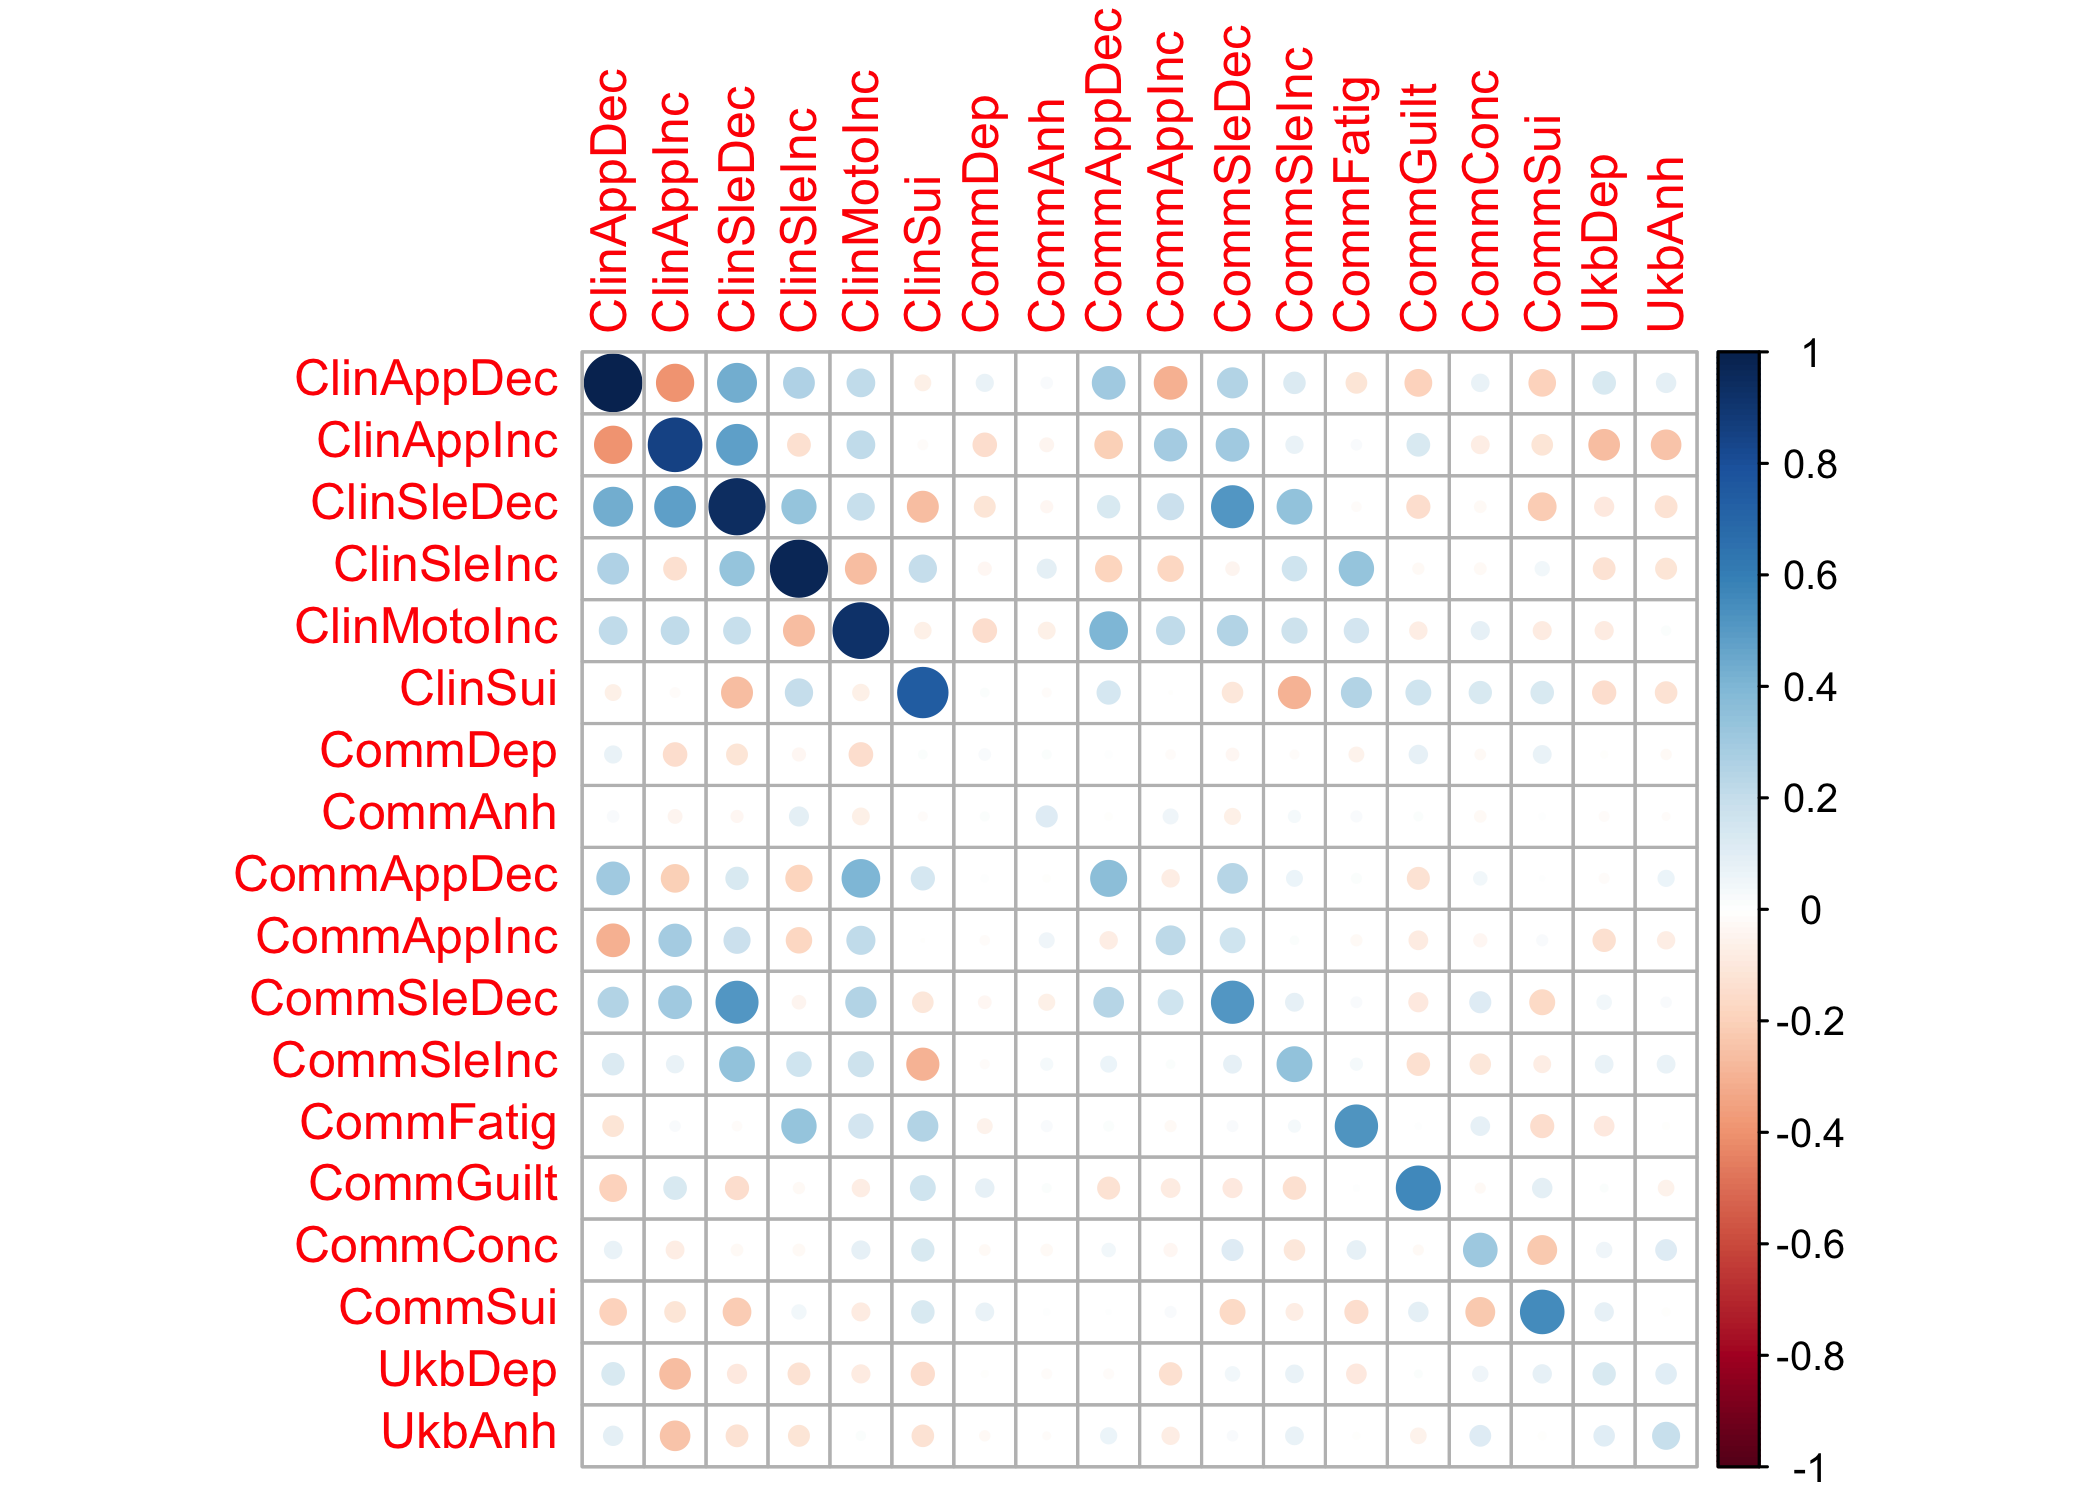 ClinAppDec
ClinAppInc
ClinSleDec
ClinSleInc
ClinMotoInc
ClinSui
CommDep
CommAnh
CommAppDec
CommAppInc
CommSleDec
CommSleInc
CommFatig
CommGuilt
CommConc
CommSui
UkbDep
UkbAnh
ClinAppDec
ClinAppInc
ClinSleDec
ClinSleInc
ClinMotoInc
ClinSui
CommDep
CommAnh
CommAppDec
CommAppInc
CommSleDec
CommSleInc
CommFatig
CommGuilt
CommConc
CommSui
UkbDep
UkbAnh
1
0.8
0.6
0.4
0.2
0
-0.2
-0.4
-0.6
-0.8
-1